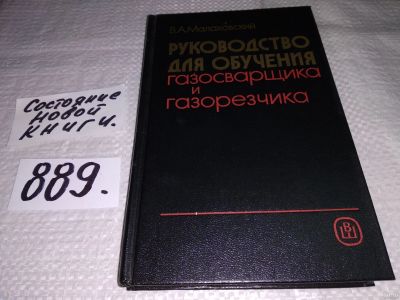 В.А.Малаховский
РУКОВОДСТВО
ДЛЯ ОБУЧЕНИЯ
газосварщика
и
газорезчика
Состояние
новой
книги.
889.